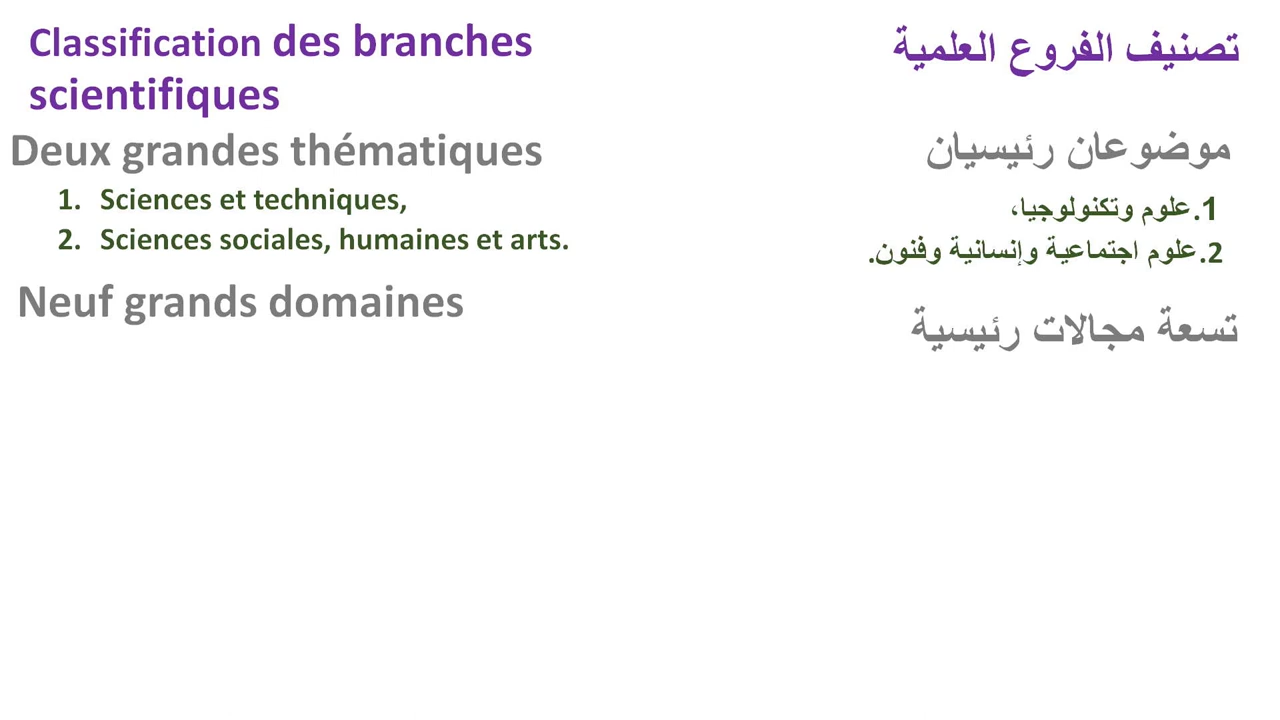 Classification des branches
scientifiques
Deux grandes thématiques
1. Sciences et techniques,
2. Sciences sociales, humaines et arts.
Neuf grands domaines
تصنيف الفروع العلمية
موضوعان رئيسيان
1.علوم وتكنولوجيا،
2.علوم اجتماعية وإنسانية وفنون.
تسعة مجالات رئيسية